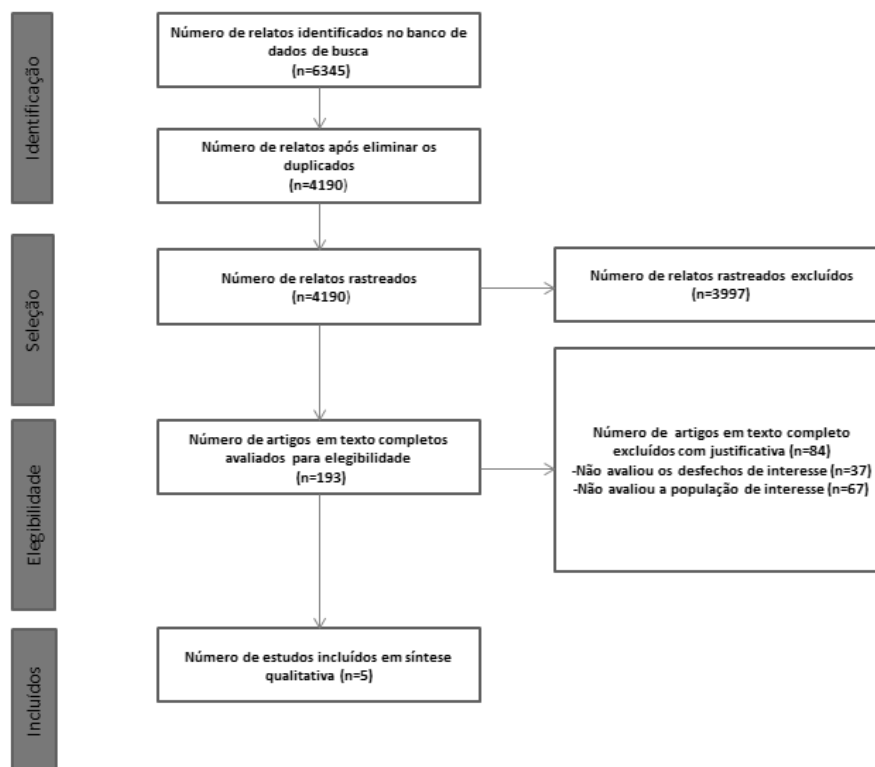 Identificação
Número de relatos identificados no banco de
dados de busca
(n=6345)
Número de relatos após eliminar os
duplicados
(n=4190)
Seleção
Número de relatos rastreados
(n=4190)
Número de relatos rastreados excluídos
(n=3997)
Elegibilidade
Número de artigos em texto completos
avaliados para elegibilidade
(n=193)
Número de artigos em texto completo
excluídos com justificativa (n=84)
-Não avaliou os desfechos de interesse (n=37)
-Não avaliou a população de interesse (n=67)
Incluídos
Número de estudos incluídos em síntese
qualitativa (n=5)